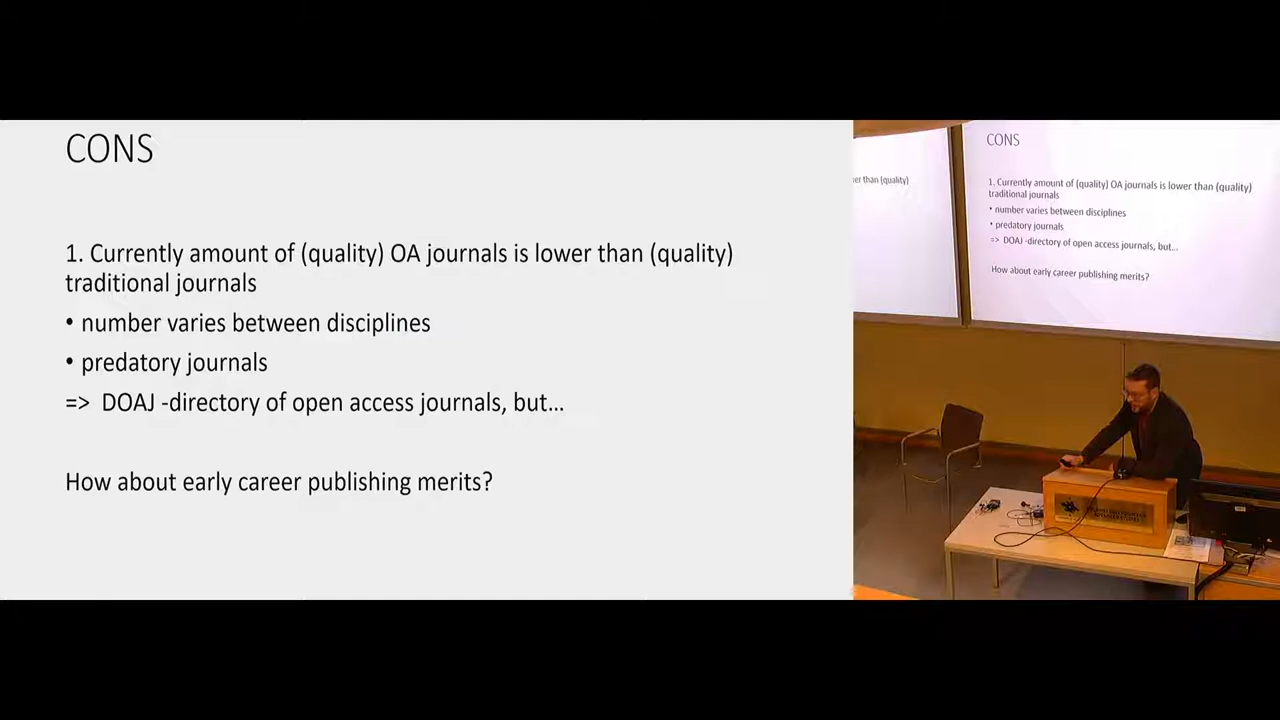 CONS
1. Currently amount of (quality) OA journals is lower than (quality)
traditional journals
• number varies between disciplines
• predatory journals
=> DOAJ -directory of open access journals, but...
How about early career publishing merits?
er than (quality)
CONS
1. Currently amount of (quality) OA journals is lower than (quality)
traditional journals
• number varies between disciplines
• predatory journals
=> DOAJ -directory of open access journals, but...
How about early career publishing merits?